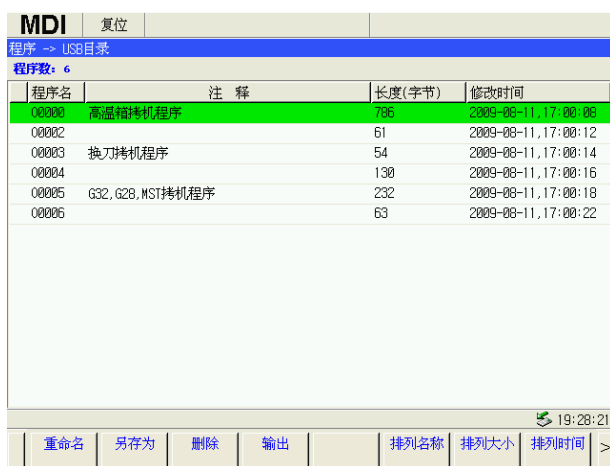 MDI 复位
程序 -> USB目录
程序数: 6
程序名 注 释 长度(字节) 修改时间
O0000 高温箱拷机程序 786 2009-08-11,17:00:08
O0002 61 2009-08-11,17:00:12
O0003 换刀拷机程序 54 2009-08-11,17:00:14
O0004 130 2009-08-11,17:00:16
O0005 G32,G28,MST拷机程序 232 2009-08-11,17:00:18
O0006 63 2009-08-11,17:00:22
19:28:21
重命名 另存为 删除 输出 排列名称 排列大小 排列时间 >